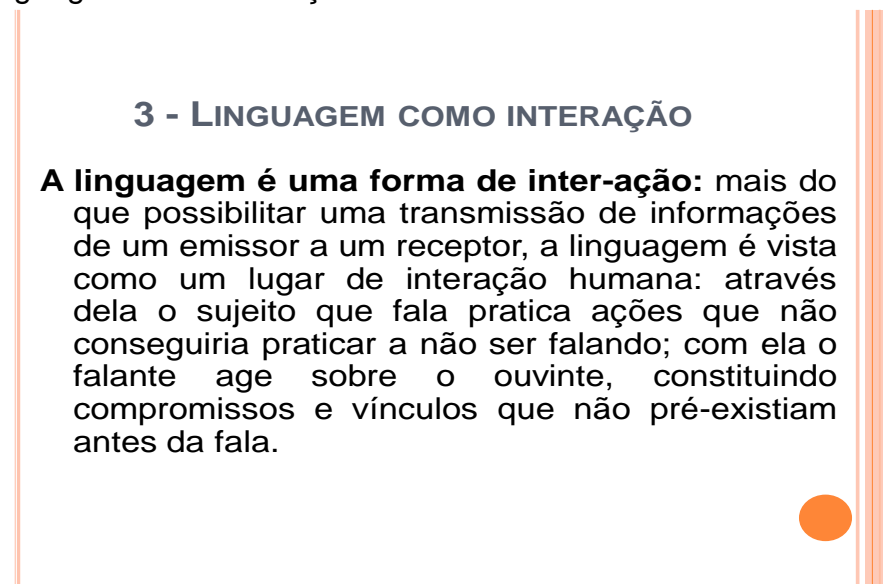 3 - LINGUAGEM COMO INTERAÇÃO
A linguagem é uma forma de inter-ação: mais do
que possibilitar uma transmissão de informações
de um emissor a um receptor, a linguagem é vista
como um lugar de interação humana: através
dela o sujeito que fala pratica ações que não
conseguiria praticar a não ser falando; com ela o
falante age sobre o ouvinte, constituindo
compromissos e vínculos que não pré-existiam
antes da fala.